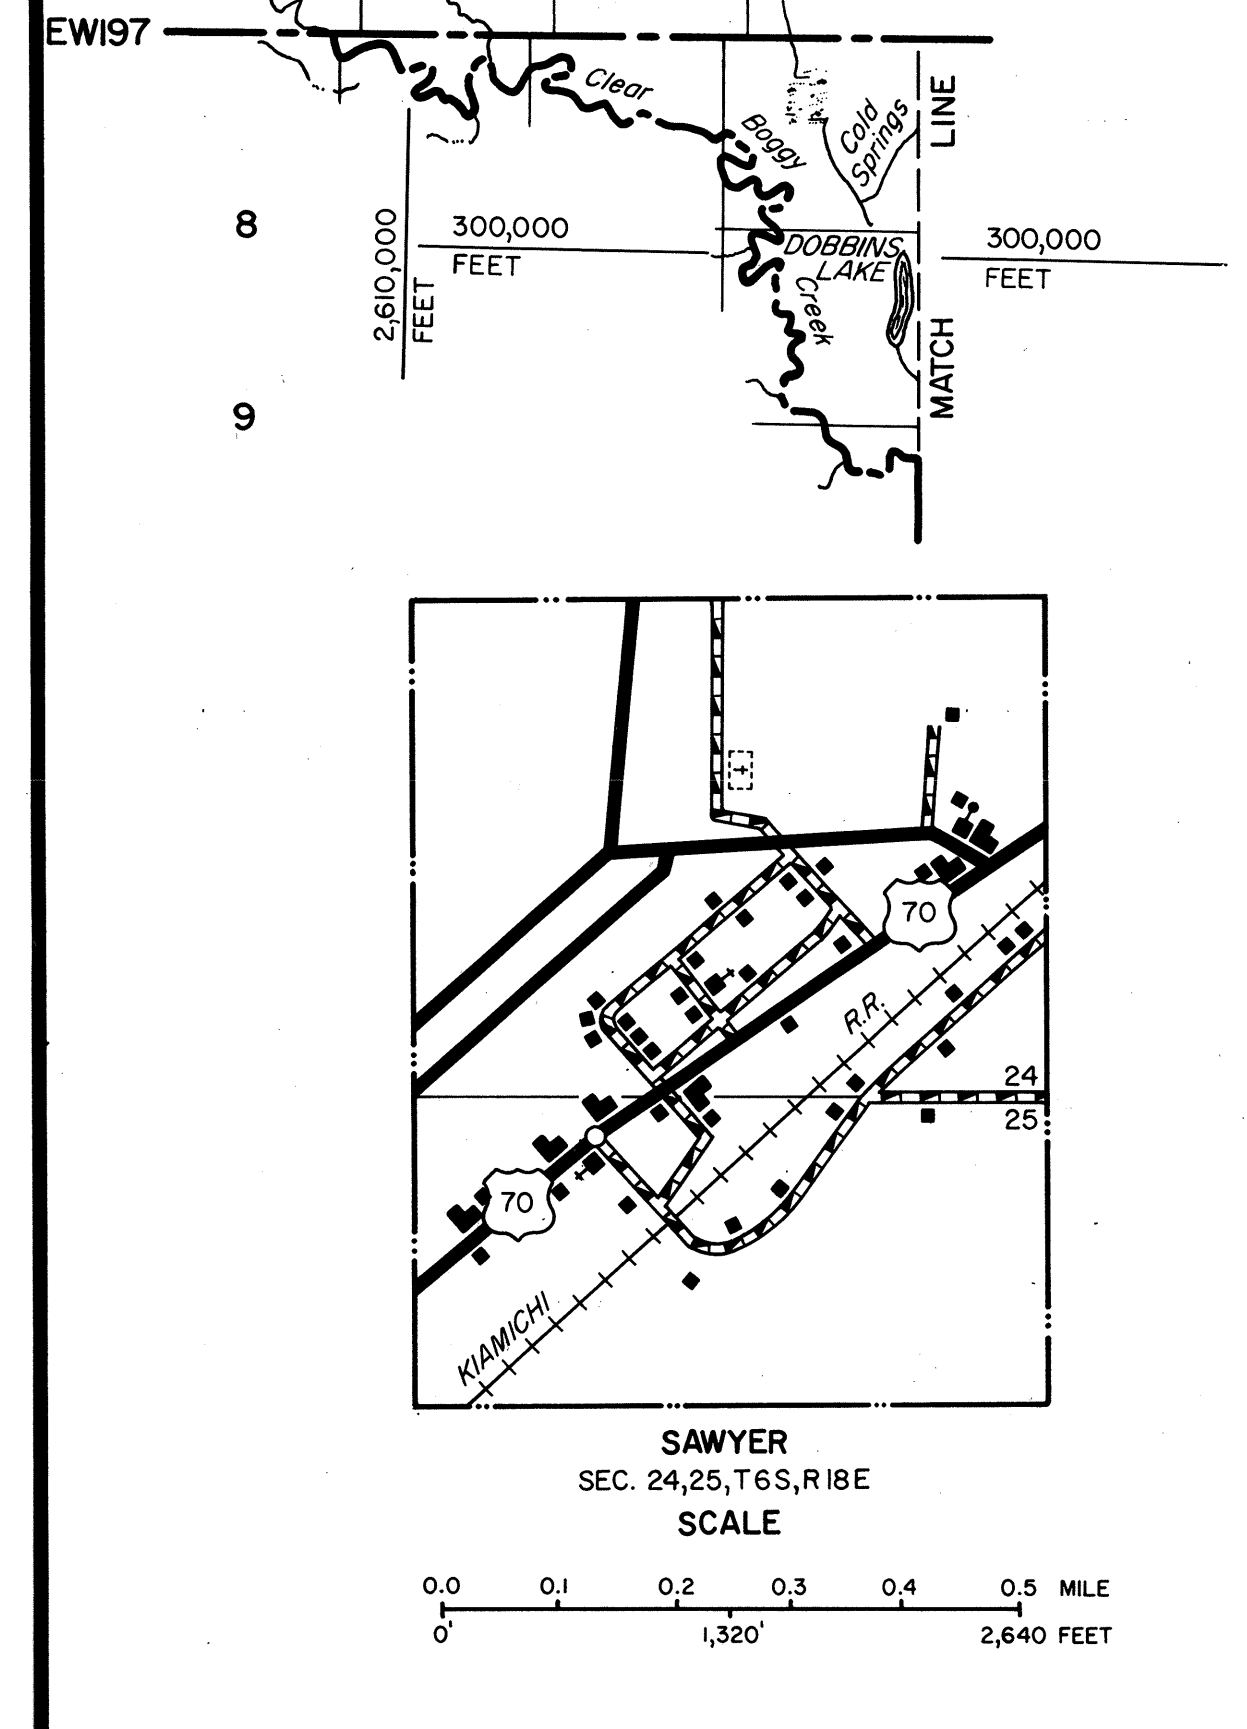 EW197
Clear
Boggy
Creek
Cold
Springs
MATCH LINE
8
2,610,000
FEET
300,000
FEET
DOBBINS
LAKE
300,000
FEET
9
70
R.R.
24
25
70
KIAMICHI
SAWYER
SEC. 24,25,T6S,R18E
SCALE
0.0 0.1 0.2 0.3 0.4 0.5 MILE
0' 1,320' 2,640 FEET